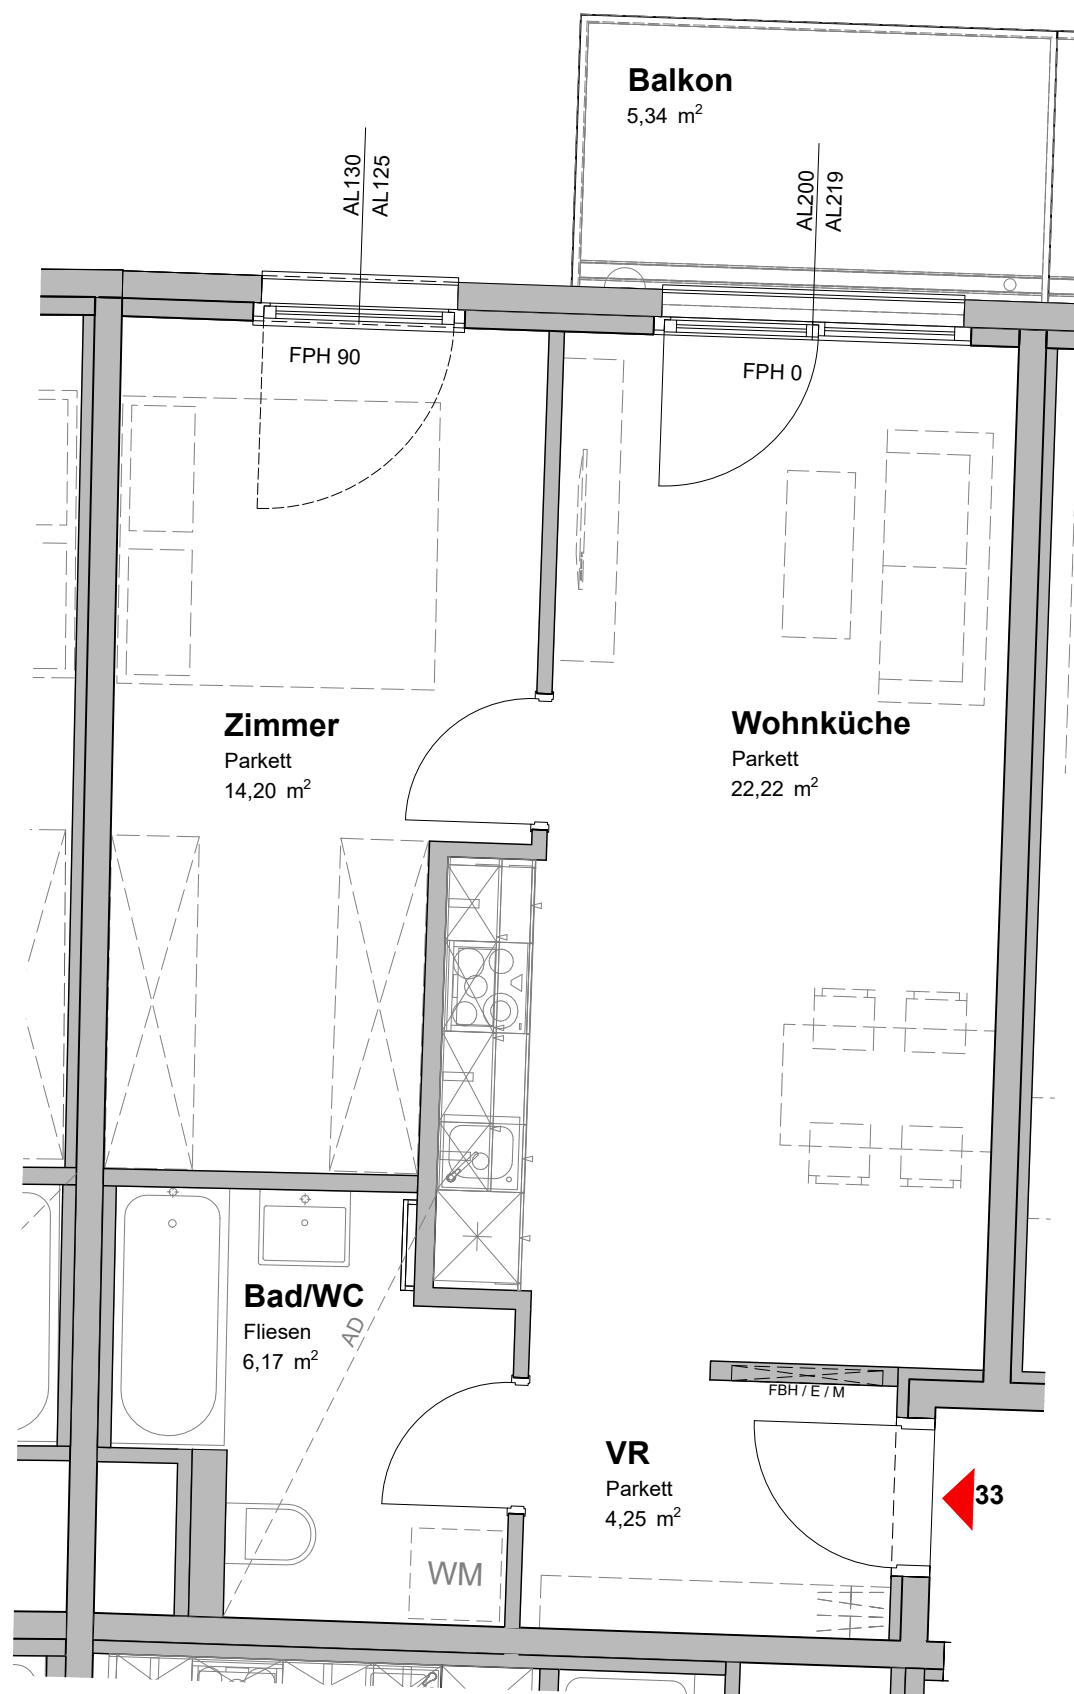 Balkon
5,34 m²
AL130
AL125
AL200
AL219
FPH 90
FPH 0
Zimmer
Parkett
14,20 m²
Wohnküche
Parkett
22,22 m²
Bad/WC
Fliesen
6,17 m²
AD
FBH / E / M
VR
Parkett
4,25 m²
33
WM